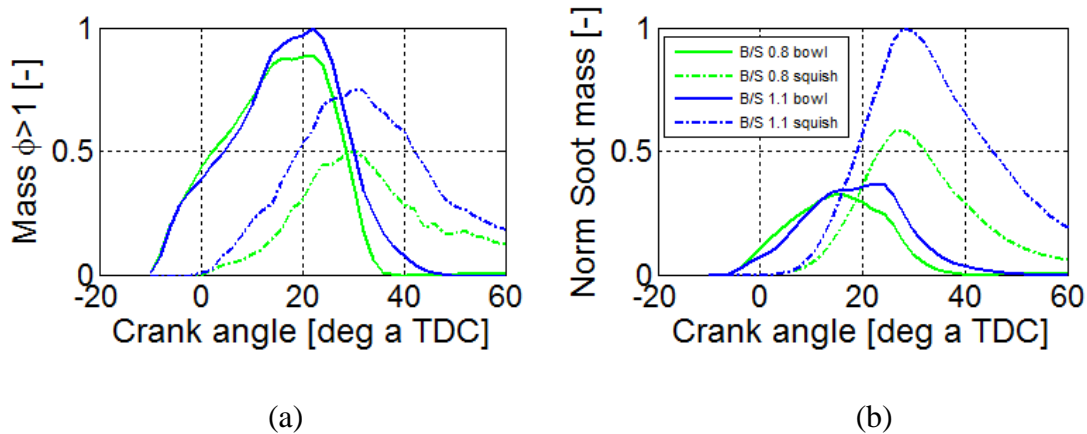 Mass ϕ>1 [-]
1
0.5
0
-20
0
20
40
60
Crank angle [deg a TDC]
(a)
Norm Soot mass [-]
1
0.5
0
-20
0
20
40
60
B/S 0.8 bowl
B/S 0.8 squish
B/S 1.1 bowl
B/S 1.1 squish
Crank angle [deg a TDC]
(b)